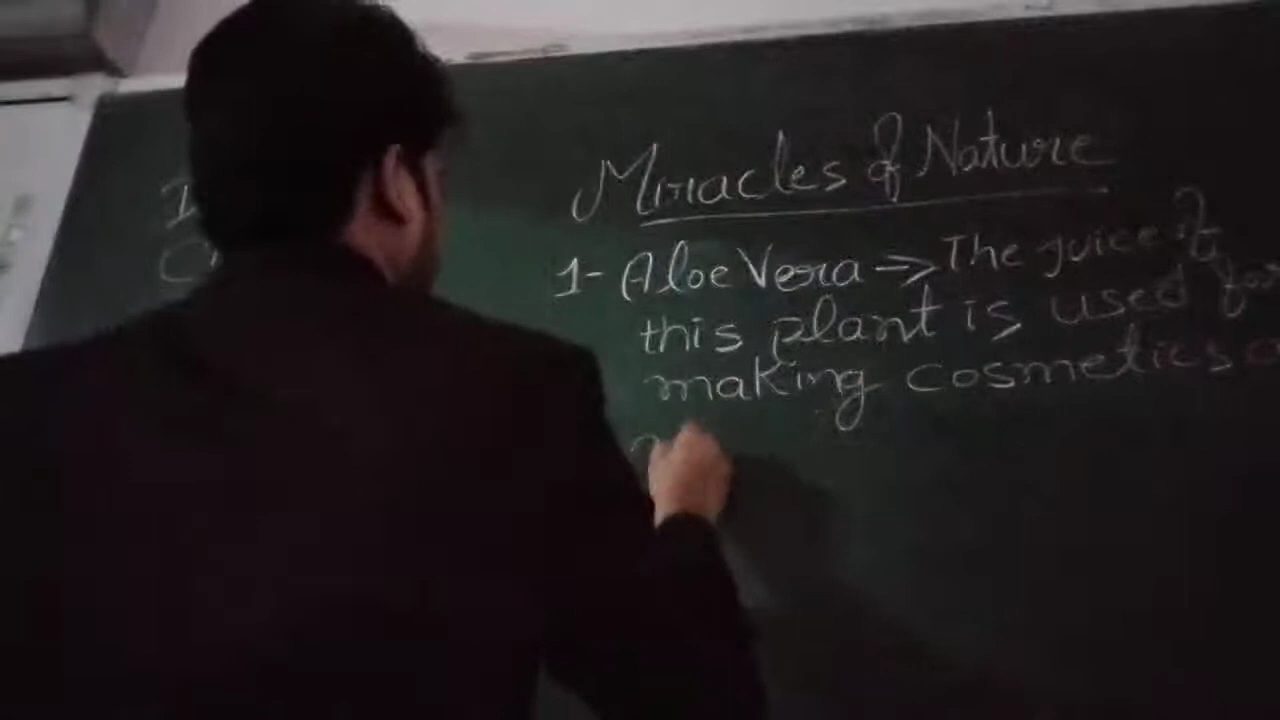 Miracles of Nature
1- Aloe Vera → The juice of
this plant is used for
making cosmetics